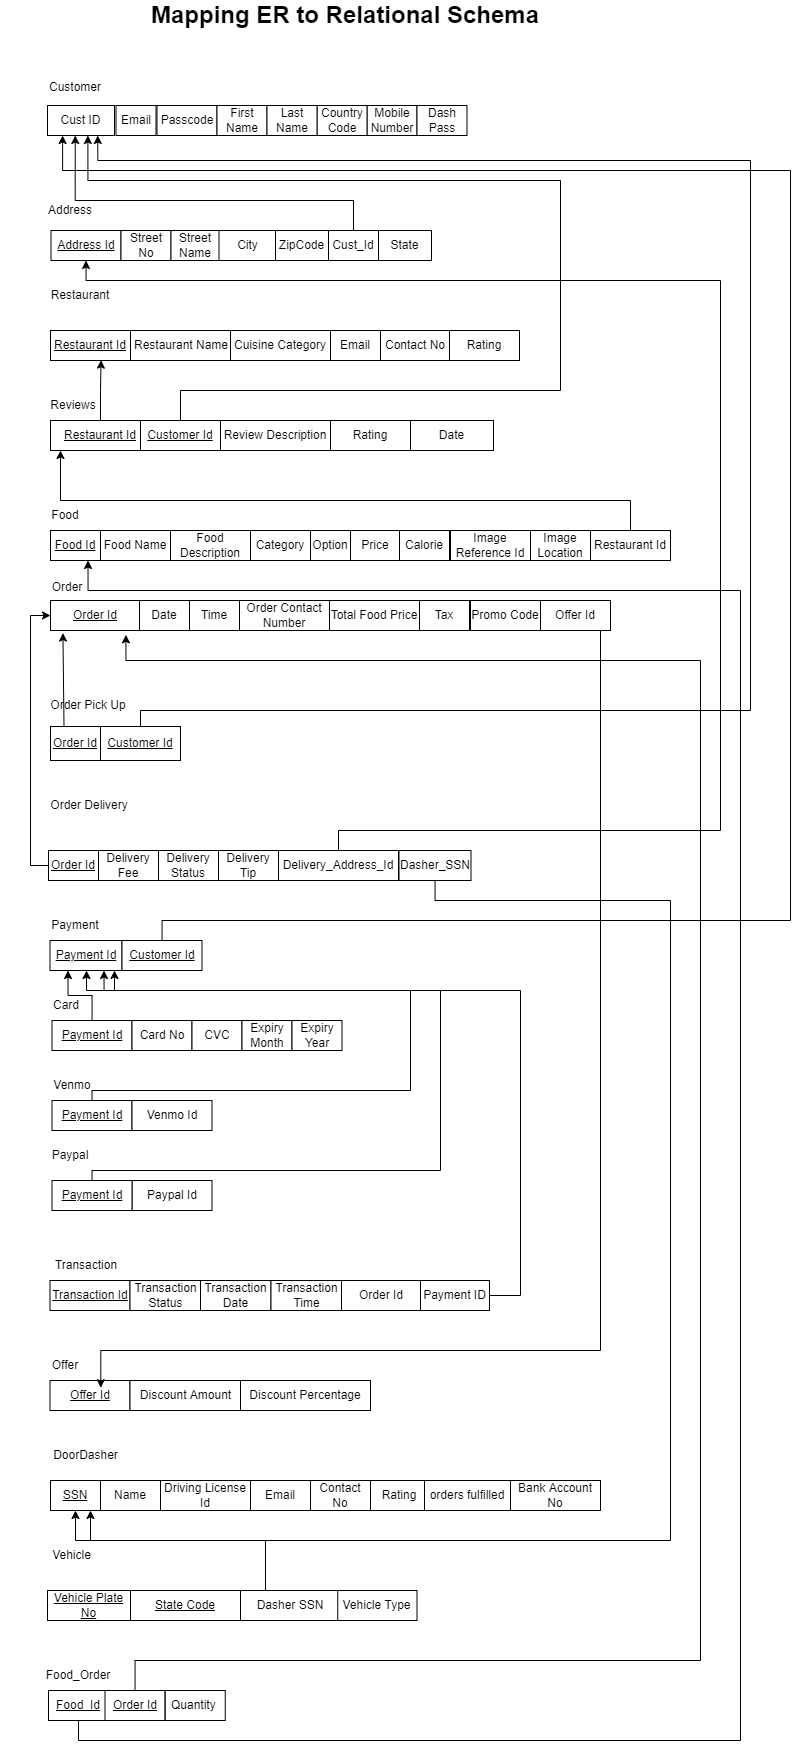 Mapping ER to Relational Schema
Customer
Cust ID Email Passcode First Name Last Name Country Code Mobile Number Dash Pass
Address
Address Id Street No Street Name City ZipCode Cust_Id State
Restaurant
Restaurant Id Restaurant Name Cuisine Category Email Contact No Rating
Reviews
Restaurant Id Customer Id Review Description Rating Date
Food
Food Id Food Name Food Description Category Option Price Calorie Image Reference Id Image Location Restaurant Id
Order
Order Id Date Time Order Contact Number Total Food Price Tax Promo Code Offer Id
Order Pick Up
Order Id Customer Id
Order Delivery
Order Id Delivery Fee Delivery Status Delivery Tip Delivery_Address_Id Dasher_SSN
Payment
Payment Id Customer Id
Card
Payment Id Card No CVC Expiry Month Expiry Year
Venmo
Payment Id Venmo Id
Paypal
Payment Id Paypal Id
Transaction
Transaction Id Transaction Status Transaction Date Transaction Time Order Id Payment ID
Offer
Offer Id Discount Amount Discount Percentage
DoorDasher
SSN Name Driving License Id Email Contact No Rating orders fulfilled Bank Account No
Vehicle
Vehicle Plate No State Code Dasher SSN Vehicle Type
Food_Order
Food_Id Order Id Quantity